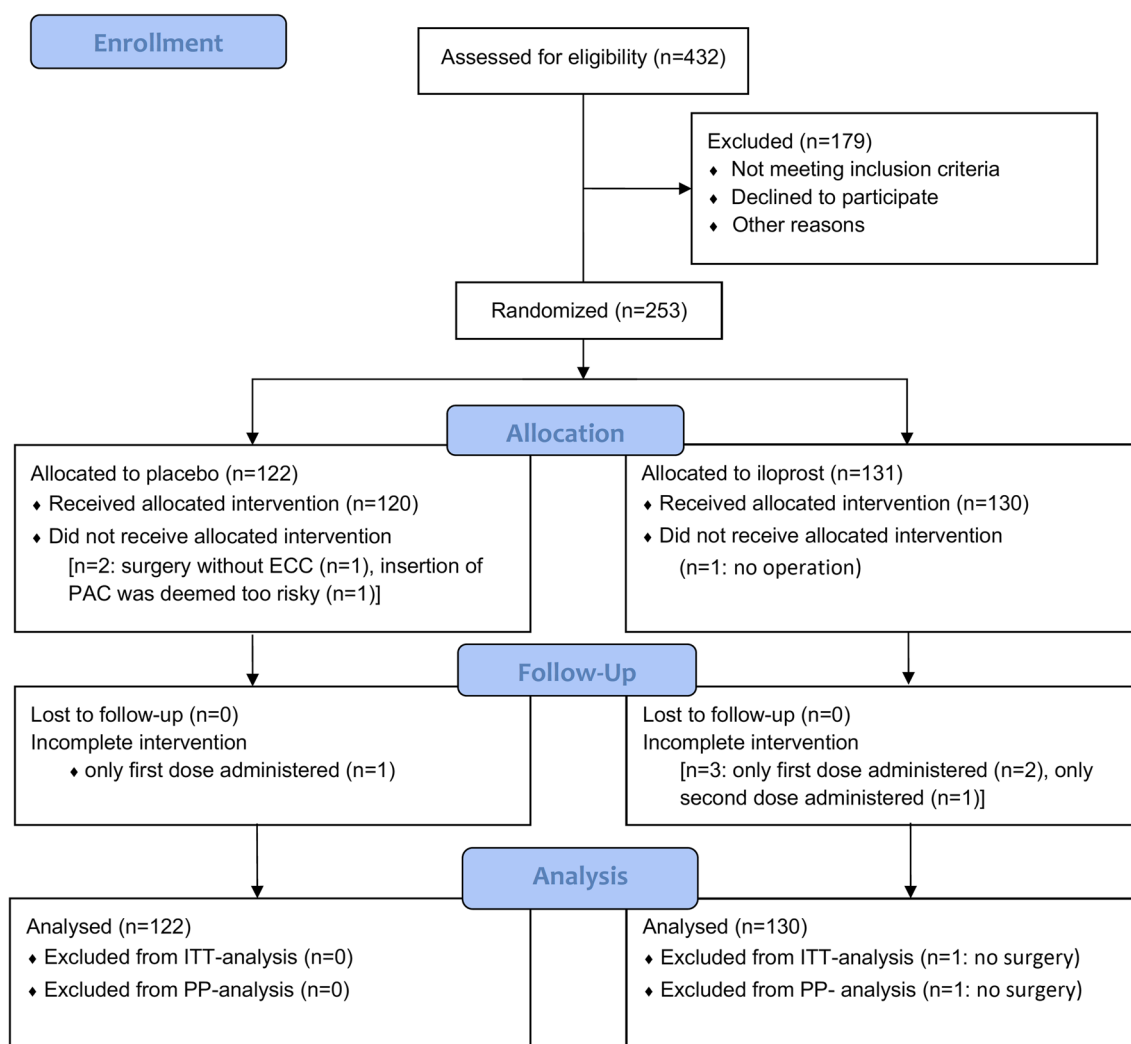 Enrollment
Assessed for eligibility (n=432)
Excluded (n=179)
♦ Not meeting inclusion criteria
♦ Declined to participate
♦ Other reasons
Randomized (n=253)
Allocation
Allocated to placebo (n=122)
♦ Received allocated intervention (n=120)
♦ Did not receive allocated intervention
[n=2: surgery without ECC (n=1), insertion of
PAC was deemed too risky (n=1)]
Allocated to iloprost (n=131)
♦ Received allocated intervention (n=130)
♦ Did not receive allocated intervention
(n=1: no operation)
Follow-Up
Lost to follow-up (n=0)
Incomplete intervention
♦ only first dose administered (n=1)
Lost to follow-up (n=0)
Incomplete intervention
[n=3: only first dose administered (n=2), only
second dose administered (n=1)]
Analysis
Analysed (n=122)
♦ Excluded from ITT-analysis (n=0)
♦ Excluded from PP-analysis (n=0)
Analysed (n=130)
♦ Excluded from ITT-analysis (n=1: no surgery)
♦ Excluded from PP- analysis (n=1: no surgery)